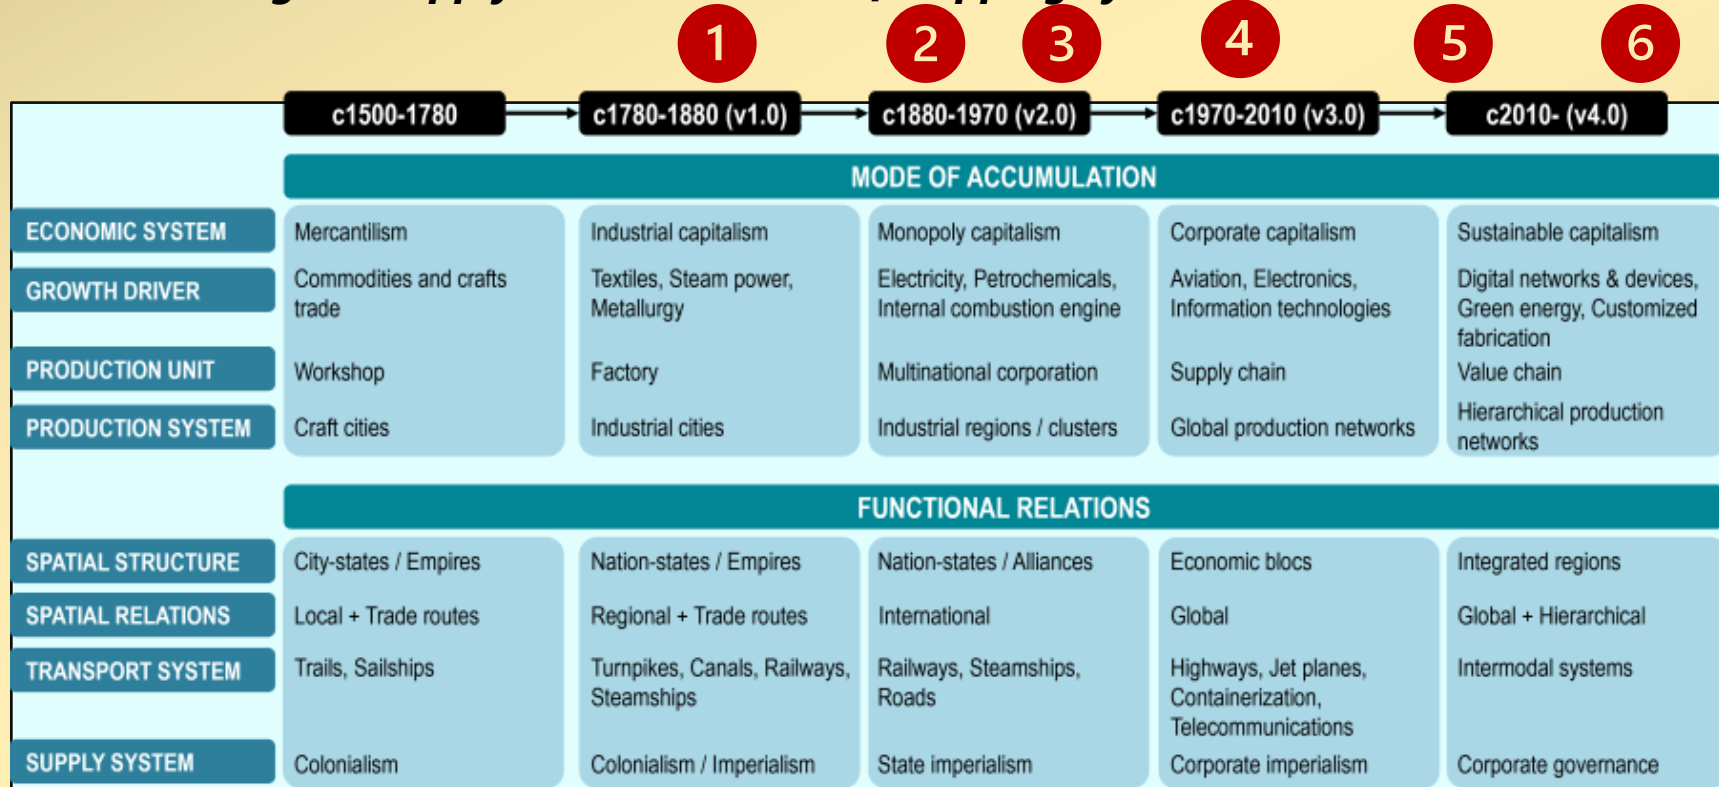 1 2 3 4 5 6
c1500-1780 c1780-1880 (v1.0) c1880-1970 (v2.0) c1970-2010 (v3.0) c2010- (v4.0)
MODE OF ACCUMULATION
ECONOMIC SYSTEM Mercantilism Industrial capitalism Monopoly capitalism Corporate capitalism Sustainable capitalism
GROWTH DRIVER Commodities and crafts Textiles, Steam power, Electricity, Petrochemicals, Aviation, Electronics, Digital networks & devices,
trade Metallurgy Internal combustion engine Information technologies Green energy, Customized
fabrication
PRODUCTION UNIT Workshop Factory Multinational corporation Supply chain Value chain
PRODUCTION SYSTEM Craft cities Industrial cities Industrial regions / clusters Global production networks Hierarchical production
networks
FUNCTIONAL RELATIONS
SPATIAL STRUCTURE City-states / Empires Nation-states / Empires Nation-states / Alliances Economic blocs Integrated regions
SPATIAL RELATIONS Local + Trade routes Regional + Trade routes International Global Global + Hierarchical
TRANSPORT SYSTEM Trails, Sailships Turnpikes, Canals, Railways, Railways, Steamships, Highways, Jet planes, Intermodal systems
Steamships Roads Containerization,
Telecommunications
SUPPLY SYSTEM Colonialism Colonialism / Imperialism State imperialism Corporate imperialism Corporate governance